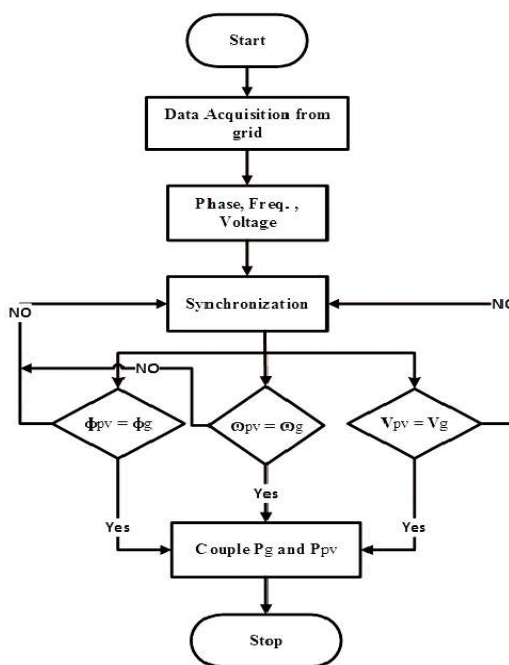 Start
Data Acquisition from
grid
Phase, Freq. ,
Voltage
Synchronization
NO
NO
NO
ϕpv = ϕg
ωpv = ωg
Vpv = Vg
Yes
Yes
Yes
Couple Pg and Ppv
Stop